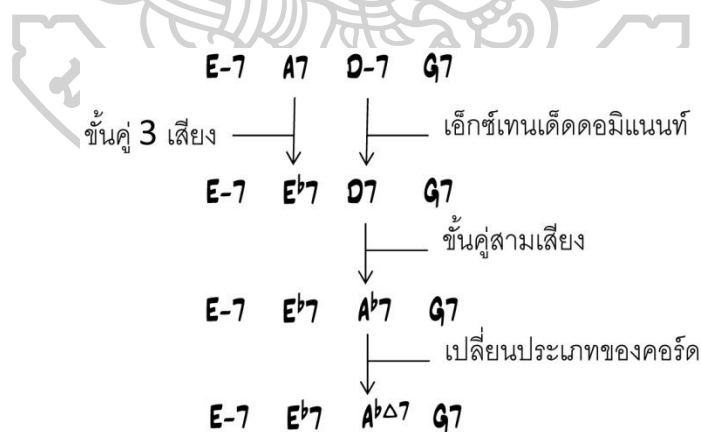 E-7 A7 D-7 G7
ขั้นคู่ 3 เสียง เอ็กซ์เทนเด็ดดอมิแนนท์
E-7 E♭7 D7 G7
ขั้นคู่สามเสียง
E-7 E♭7 A♭7 G7
เปลี่ยนประเภทของคอร์ด
E-7 E♭7 A♭△7 G7